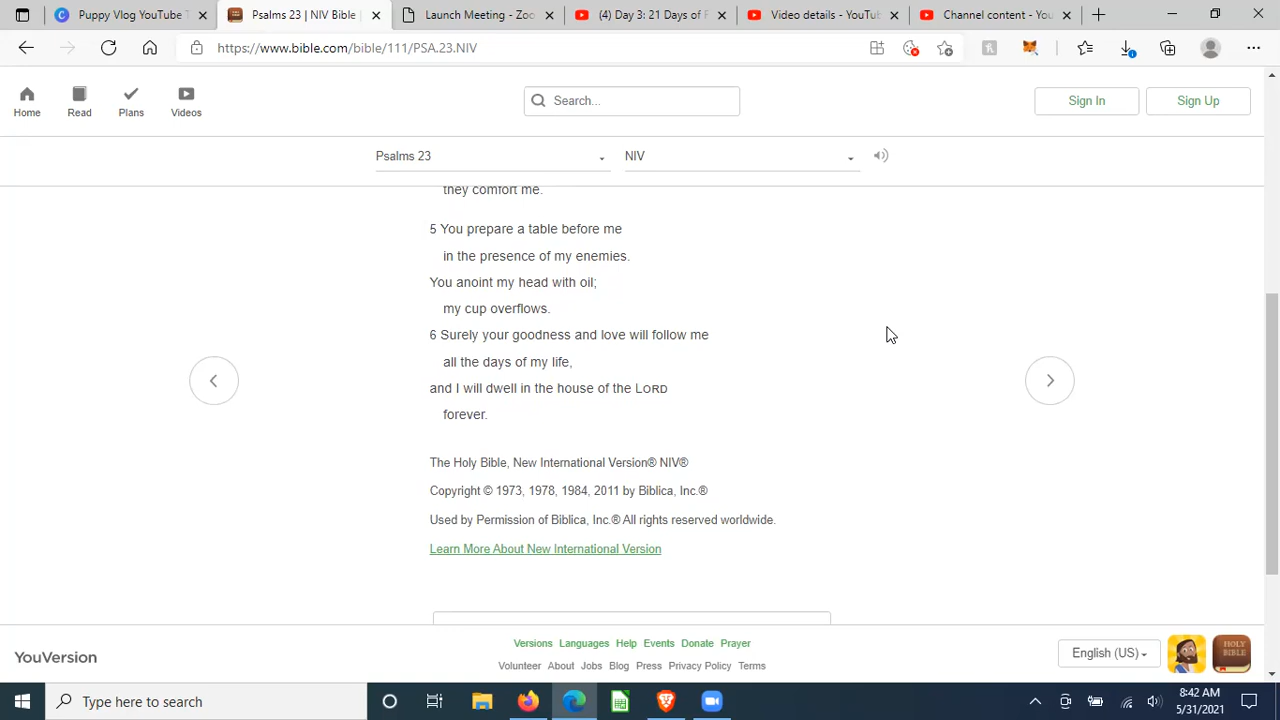 Puppy Vlog YouTube T
Psalms 23 | NIV Bible |
Launch Meeting - Zoo
(4) Day 3: 21 Days of F
Video details - YouTub
Channel content - You
https://www.bible.com/bible/111/PSA.23.NIV
Home
Read
Plans
Videos
Search...
Sign In
Sign Up
Psalms 23
NIV
they comfort me.
5 You prepare a table before me
in the presence of my enemies.
You anoint my head with oil;
my cup overflows.
6 Surely your goodness and love will follow me
all the days of my life,
and I will dwell in the house of the LORD
forever.
The Holy Bible, New International Version® NIV®
Copyright © 1973, 1978, 1984, 2011 by Biblica, Inc.®
Used by Permission of Biblica, Inc.® All rights reserved worldwide.
Learn More About New International Version
YouVersion
Versions Languages Help Events Donate Prayer
Volunteer About Jobs Blog Press Privacy Policy Terms
English (US)
HOLY
BIBLE
Type here to search
8:42 AM
5/31/2021